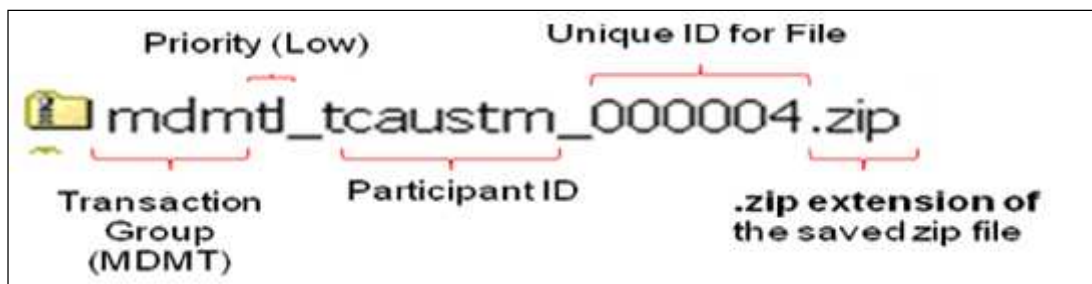 Priority (Low)
Unique ID for File
mdmtl_tcaustm_000004.zip
Transaction
Group
(MDMT)
Participant ID
.zip extension of
the saved zip file